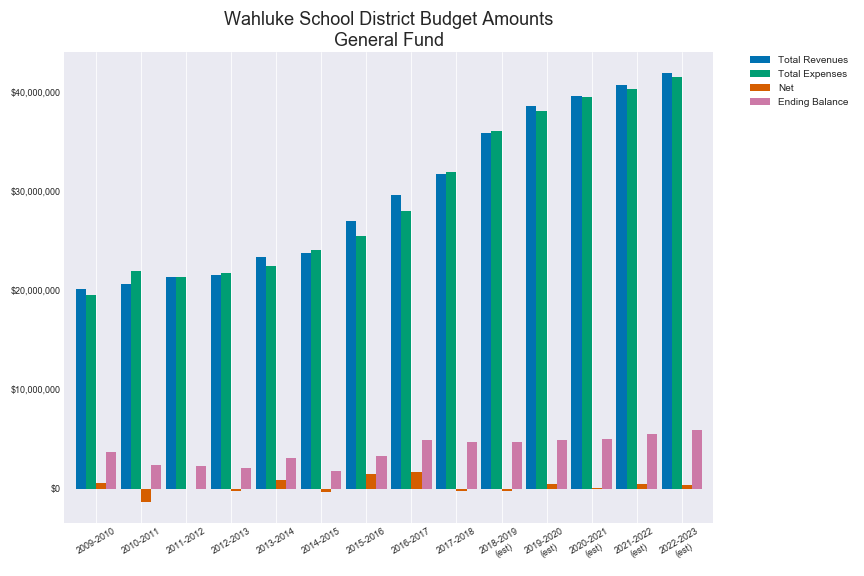 Wahluke School District Budget Amounts
General Fund
Total Revenues
Total Expenses
Net
Ending Balance
$40,000,000
$30,000,000
$20,000,000
$10,000,000
$0
2009-2010
2010-2011
2011-2012
2012-2013
2013-2014
2014-2015
2015-2016
2016-2017
2017-2018
2018-2019
(est)
2019-2020
(est)
2020-2021
(est)
2021-2022
(est)
2022-2023
(est)